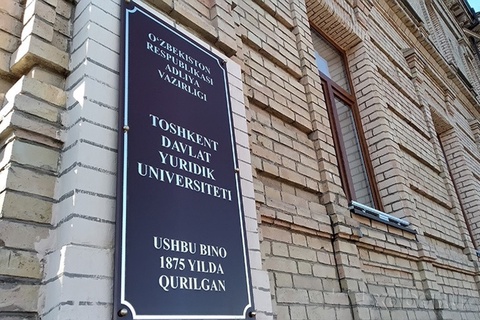 O'ZBEKISTON
RESPUBLIKASI
ADLIYA
VAZIRLIGI
TOSHKENT
DAVLAT
YURIDIK
UNIVERSITETI
USHBU BINO
1875 YILDA
QURILGAN